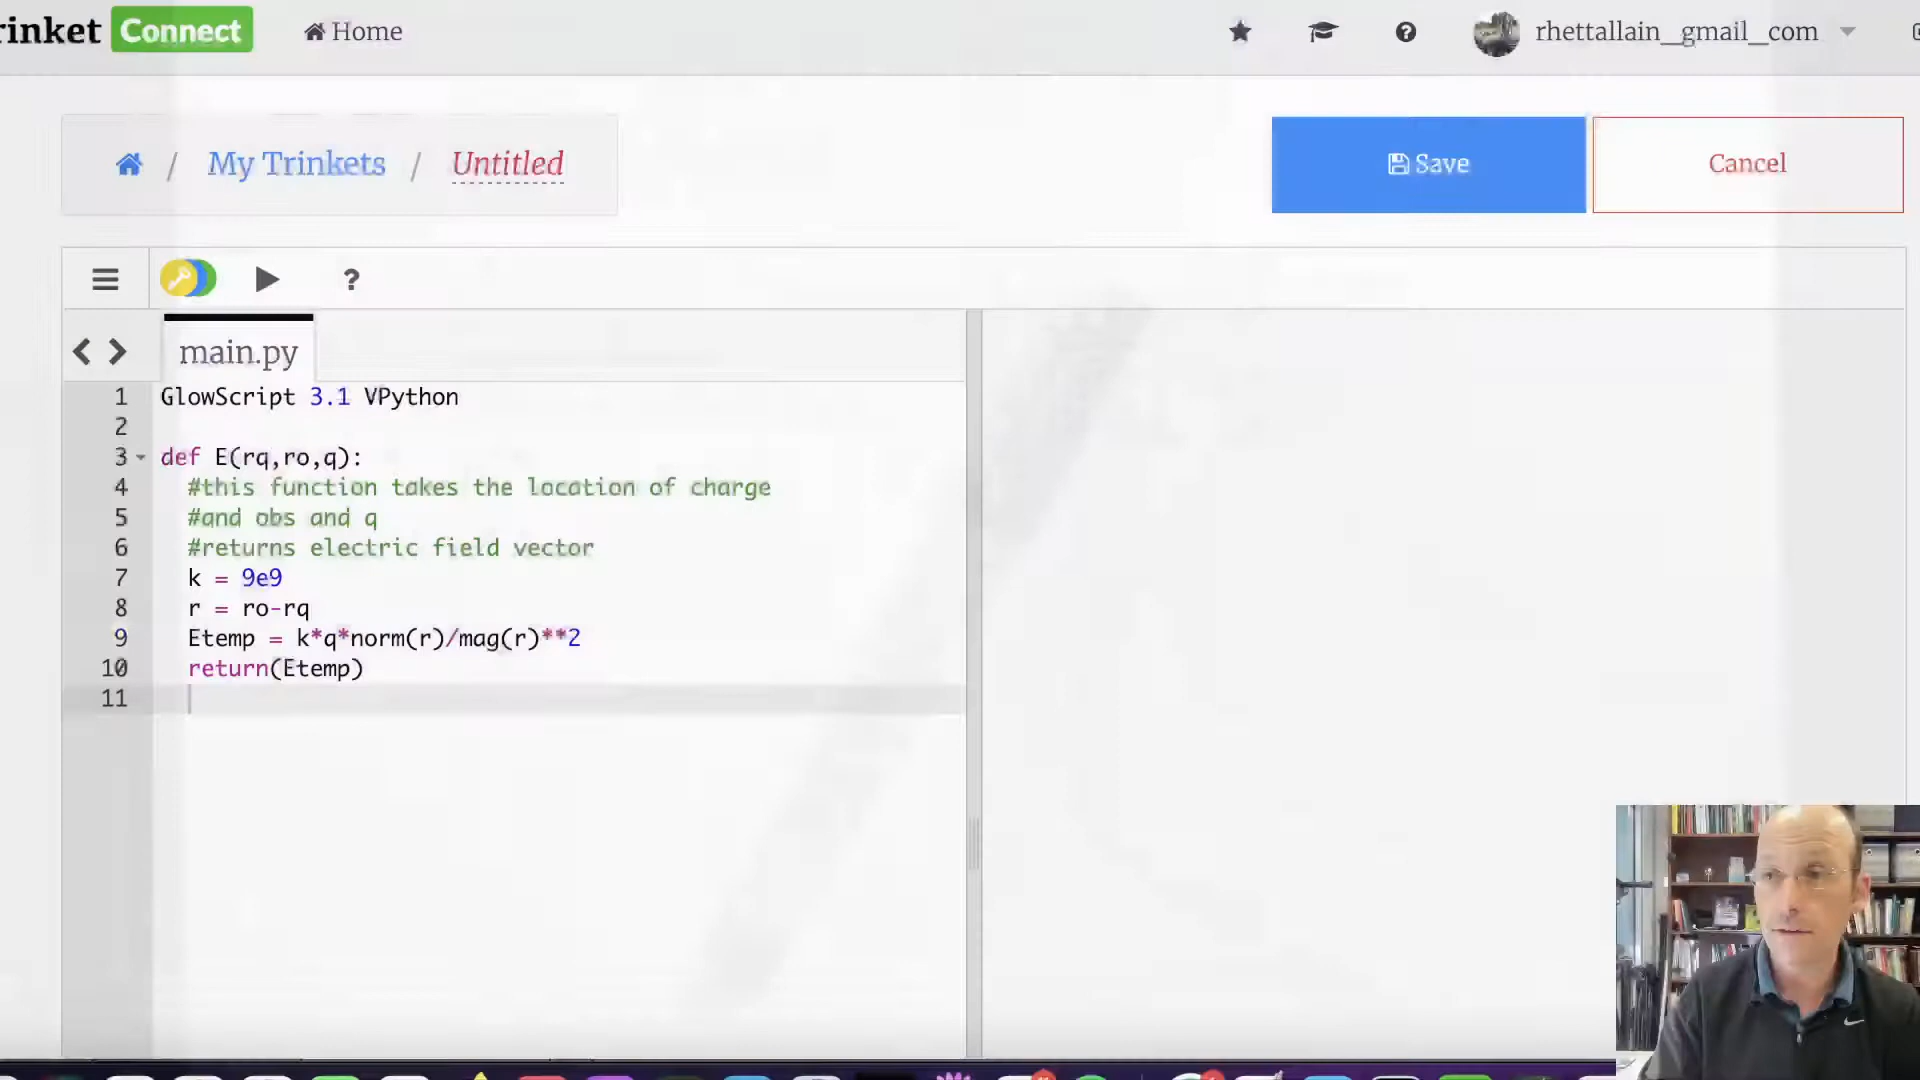 rinket Connect Home rhettallain_gmail_com
/ My Trinkets / Untitled Save Cancel
?
main.py
1 GlowScript 3.1 VPython
2
3 def E(rq,ro,q):
4 #this function takes the location of charge
5 #and obs and q
6 #returns electric field vector
7 k = 9e9
8 r = ro-rq
9 Etemp = k*q*norm(r)/mag(r)**2
10 return(Etemp)
11